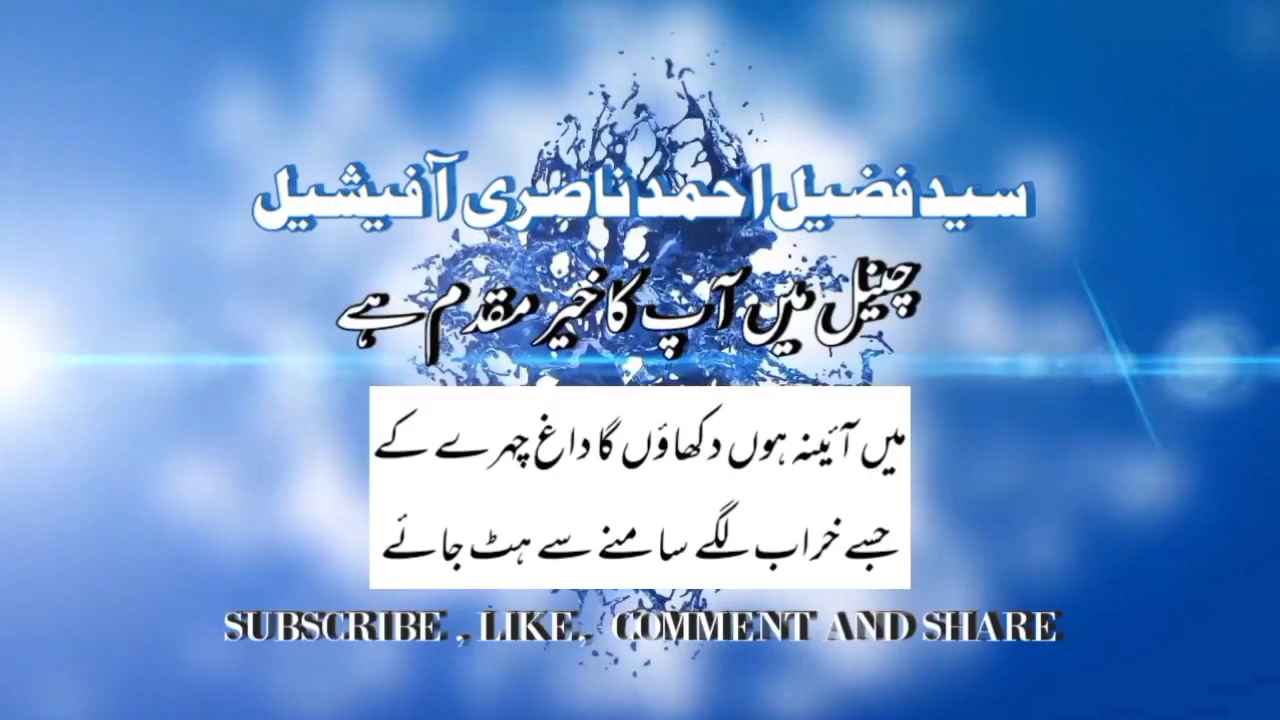 سید فضیل احمد ناصری آفیشیل
چینل میں آپ کا خیر مقدم ہے
میں آئینہ ہوں دکھاؤں گا داغ چہرے کے
جسے خراب لگے سامنے سے ہٹ جائے
SUBSCRIBE , LIKE, COMMENT AND SHARE